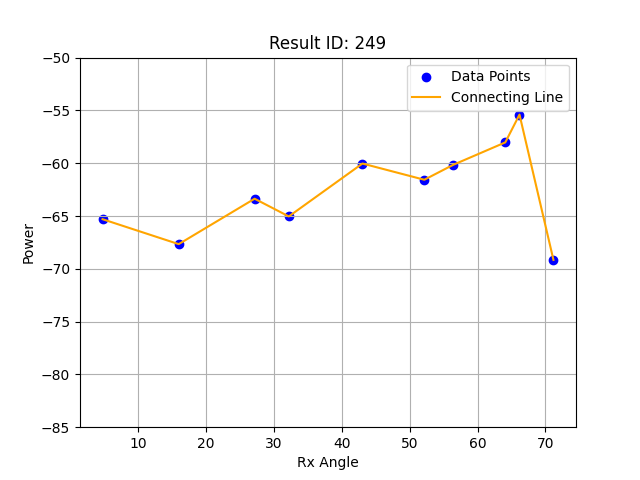 Result ID: 249
Data Points
Connecting Line
Power
−50
−55
−60
−65
−70
−75
−80
−85
10 20 30 40 50 60 70
Rx Angle